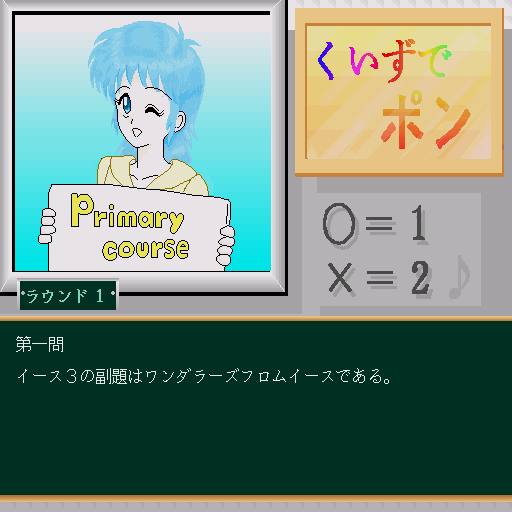 くいずで
ポン
Primary
course
○＝1
×＝2♪
・ラウンド 1・
第一問
イース３の副題はワンダラーズフロムイースである。